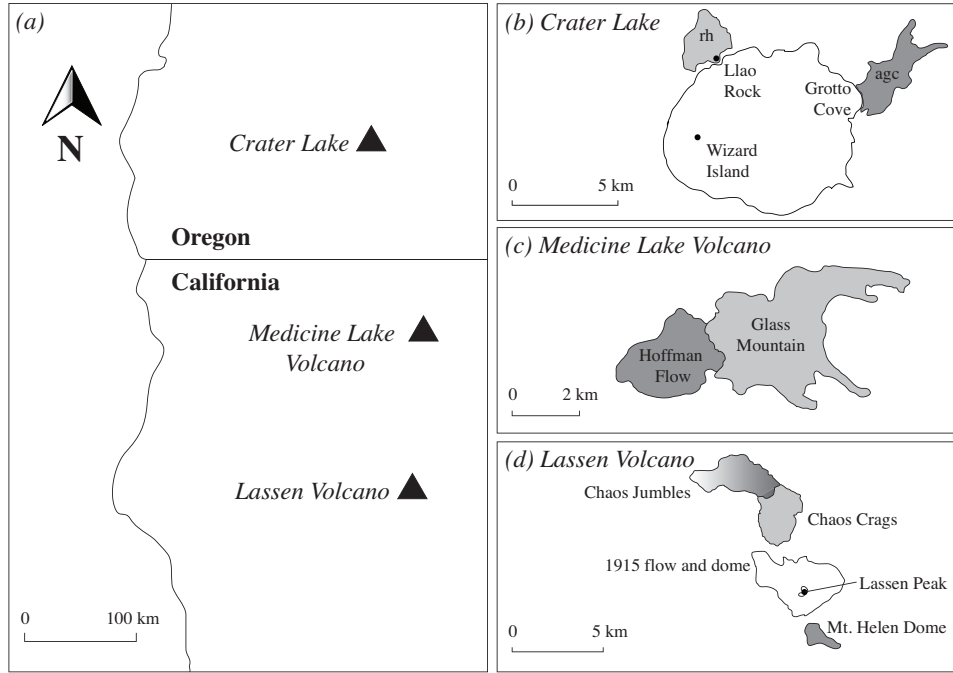 (a)
N
Crater Lake
Oregon
California
Medicine Lake
Volcano
Lassen Volcano
0
100 km
(b) Crater Lake
rh
Llao
Rock
agc
Grotto
Cove
Wizard
Island
0
5 km
(c) Medicine Lake Volcano
Glass
Mountain
Hoffman
Flow
0
2 km
(d) Lassen Volcano
Chaos Jumbles
Chaos Crags
1915 flow and dome
Lassen Peak
Mt. Helen Dome
0
5 km